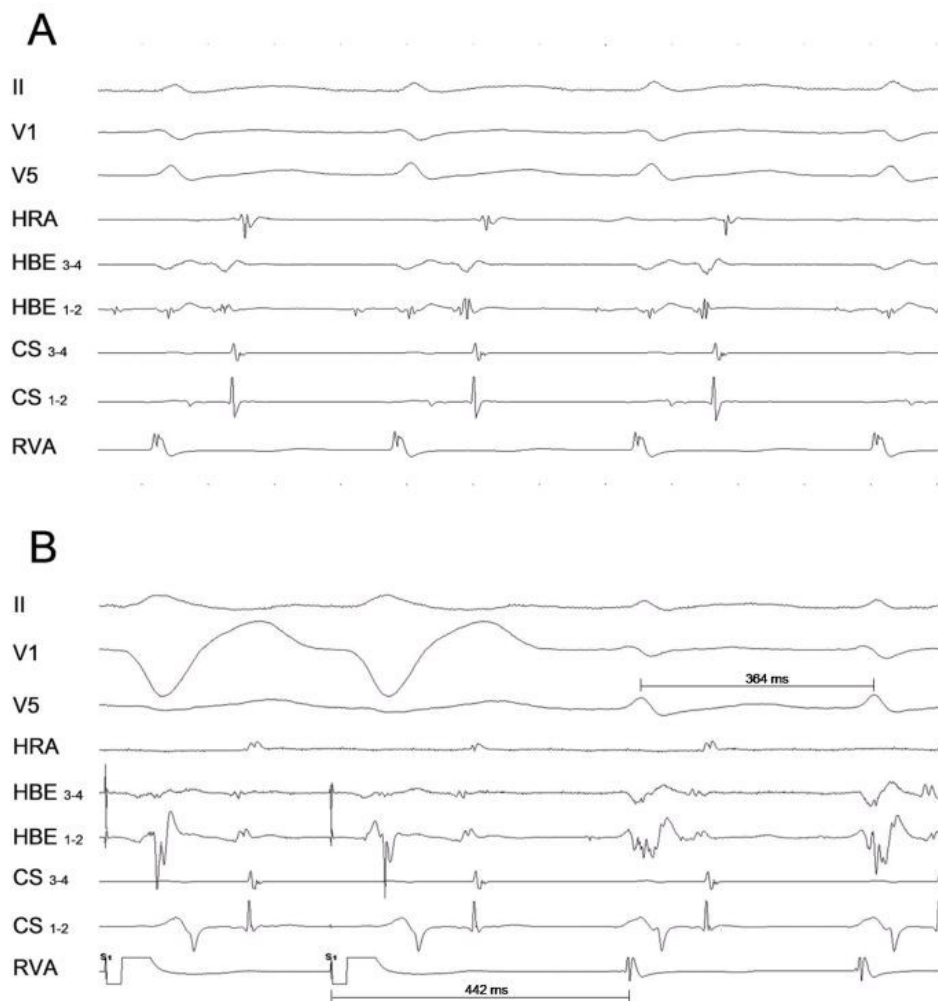 A
II
V1
V5
HRA
HBE 3-4
HBE 1-2
CS 3-4
CS 1-2
RVA
B
II
V1
364 ms
V5
HRA
HBE 3-4
HBE 1-2
CS 3-4
CS 1-2
S1 S1
RVA
442 ms